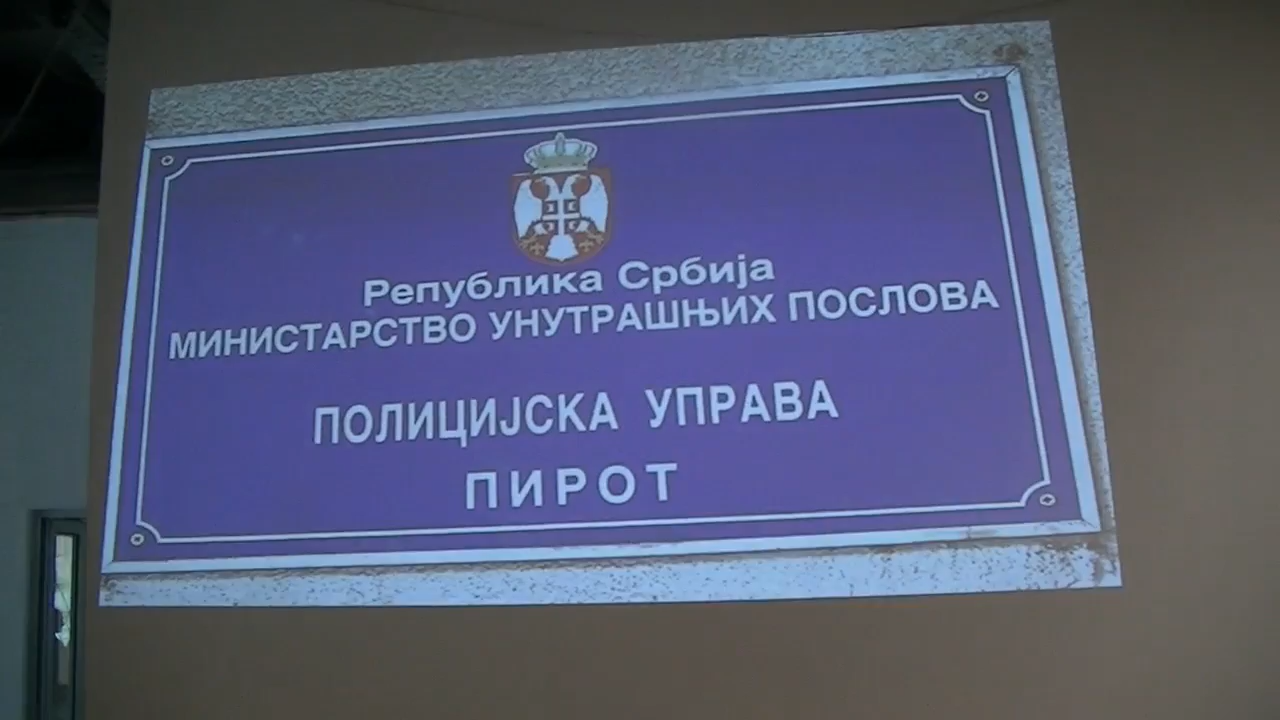 Република Србија
МИНИСТАРСТВО УНУТРАШЊИХ ПОСЛОВА
ПОЛИЦИЈСКА УПРАВА
ПИРОТ